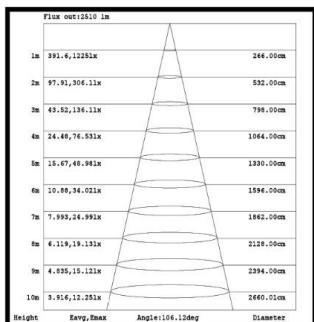 Flux out:2510 lm
1m 391.6,1225lx 266.00cm
2m 97.91,306.1lx 532.00cm
3m 43.52,136.1lx 798.00cm
4m 24.48,76.53lx 1064.00cm
5m 15.67,48.98lx 1330.00cm
6m 10.88,34.02lx 1596.00cm
7m 7.993,24.99lx 1862.00cm
8m 6.119,19.13lx 2128.00cm
9m 4.835,15.12lx 2394.00cm
10m 3.916,12.25lx 2660.01cm
Height Eavg,Emax Angle:106.12deg Diameter